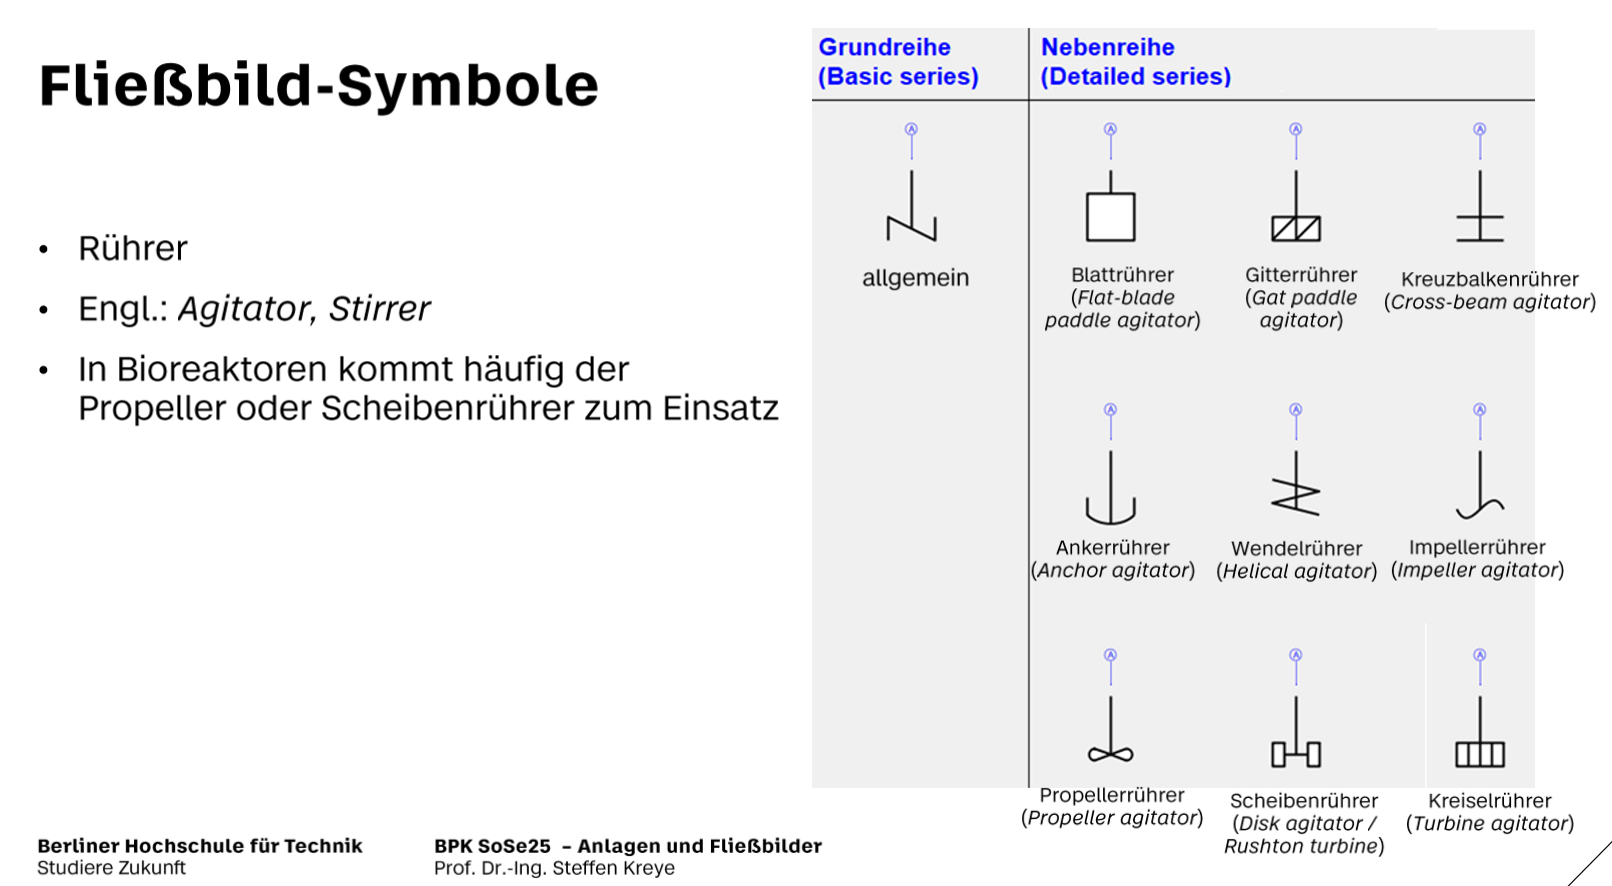 Fließbild-Symbole
• Rührer
• Engl.: Agitator, Stirrer
• In Bioreaktoren kommt häufig der
Propeller oder Scheibenrührer zum Einsatz
Grundreihe
(Basic series)
Nebenreihe
(Detailed series)
A
allgemein
A
Blattrührer
(Flat-blade
paddle agitator)
A
Gitterrührer
(Gat paddle
agitator)
A
Kreuzbalkenrührer
(Cross-beam agitator)
A
Ankerrührer
(Anchor agitator)
A
Wendelrührer
(Helical agitator)
A
Impellerrührer
(Impeller agitator)
A
Propellerrührer
(Propeller agitator)
A
Scheibenrührer
(Disk agitator /
Rushton turbine)
A
Kreiselrührer
(Turbine agitator)
Berliner Hochschule für Technik
Studiere Zukunft
BPK SoSe25 – Anlagen und Fließbilder
Prof. Dr.-Ing. Steffen Kreye